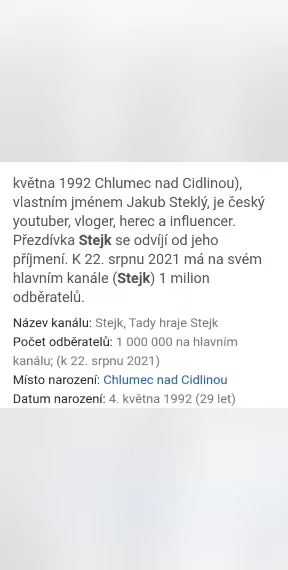 května 1992 Chlumec nad Cidlinou),
vlastním jménem Jakub Steklý, je český
youtuber, vloger, herec a influencer.
Přezdívka Stejk se odvíjí od jeho
příjmení. K 22. srpnu 2021 má na svém
hlavním kanále (Stejk) 1 milion
odběratelů.
Název kanálu: Stejk, Tady hraje Stejk
Počet odběratelů: 1 000 000 na hlavním
kanálu; (k 22. srpnu 2021)
Místo narození: Chlumec nad Cidlinou
Datum narození: 4. května 1992 (29 let)